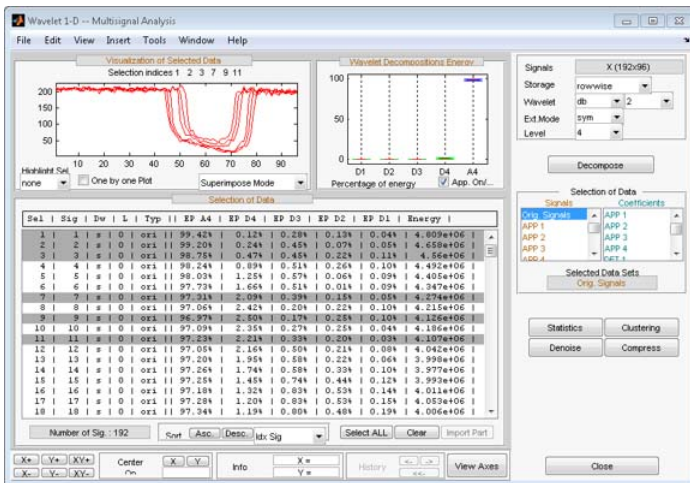 Wavelet 1-D -- Multisignal Analysis
File Edit View Insert Tools Window Help
Visualization of Selected Data
Selection indices 1 2 3 7 9 11
200
150
100
50
10 20 30 40 50 60 70 80 90
Highlight Sel.
none
One by one Plot
Superimpose Mode
Wavelet Decompositions Energy
100
50
0
D1 D2 D3 D4 A4
Percentage of energy
App. On/...
Signals X (192x96)
Storage rowwise
Wavelet db 2
Ext.Mode sym
Level 4
Decompose
Selection of Data
Signals Coefficients
Orig. Signals APP 1
APP 1 APP 2
APP 2 APP 3
APP 3 APP 4
APP 4 DET 1
Selected Data Sets
Orig. Signals
Statistics Clustering
Denoise Compress
Close
Selection of Data
Sel | Sig | Dw | L | Typ || EP A4 | EP D4 | EP D3 | EP D2 | EP D1 | Energy |
1 | 1 | s | 0 | ori || 99.42% | 0.12% | 0.28% | 0.13% | 0.04% | 4.809e+06 |
2 | 2 | s | 0 | ori || 99.20% | 0.24% | 0.45% | 0.07% | 0.05% | 4.658e+06 |
3 | 3 | s | 0 | ori || 98.75% | 0.47% | 0.45% | 0.22% | 0.11% | 4.56e+06 |
4 | 4 | s | 0 | ori || 98.24% | 0.89% | 0.51% | 0.26% | 0.10% | 4.492e+06 |
5 | 5 | s | 0 | ori || 98.03% | 1.25% | 0.57% | 0.06% | 0.09% | 4.405e+06 |
6 | 6 | s | 0 | ori || 97.73% | 1.66% | 0.51% | 0.01% | 0.09% | 4.347e+06 |
7 | 7 | s | 0 | ori || 97.31% | 2.09% | 0.39% | 0.15% | 0.05% | 4.274e+06 |
8 | 8 | s | 0 | ori || 97.06% | 2.42% | 0.20% | 0.22% | 0.10% | 4.215e+06 |
9 | 9 | s | 0 | ori || 96.97% | 2.50% | 0.17% | 0.25% | 0.10% | 4.126e+06 |
10 | 10 | s | 0 | ori || 97.09% | 2.35% | 0.27% | 0.25% | 0.04% | 4.186e+06 |
11 | 11 | s | 0 | ori || 97.23% | 2.21% | 0.33% | 0.20% | 0.03% | 4.107e+06 |
12 | 12 | s | 0 | ori || 97.05% | 2.16% | 0.50% | 0.21% | 0.08% | 4.042e+06 |
13 | 13 | s | 0 | ori || 97.20% | 1.95% | 0.58% | 0.22% | 0.06% | 3.998e+06 |
14 | 14 | s | 0 | ori || 97.26% | 1.74% | 0.58% | 0.33% | 0.10% | 3.977e+06 |
15 | 15 | s | 0 | ori || 97.25% | 1.45% | 0.74% | 0.44% | 0.12% | 3.993e+06 |
16 | 16 | s | 0 | ori || 97.18% | 1.32% | 0.83% | 0.53% | 0.14% | 4.011e+06 |
17 | 17 | s | 0 | ori || 97.28% | 1.20% | 0.83% | 0.53% | 0.15% | 4.053e+06 |
18 | 18 | s | 0 | ori || 97.34% | 1.19% | 0.80% | 0.48% | 0.19% | 4.006e+06 |
Number of Sig.: 192
Sort Asc. Desc. Idx Sig
Select ALL Clear Import Part
X+ Y+ XY+
X- Y- XY-
Center On X Y
Info X =
Y =
History <- ->
<<-
View Axes